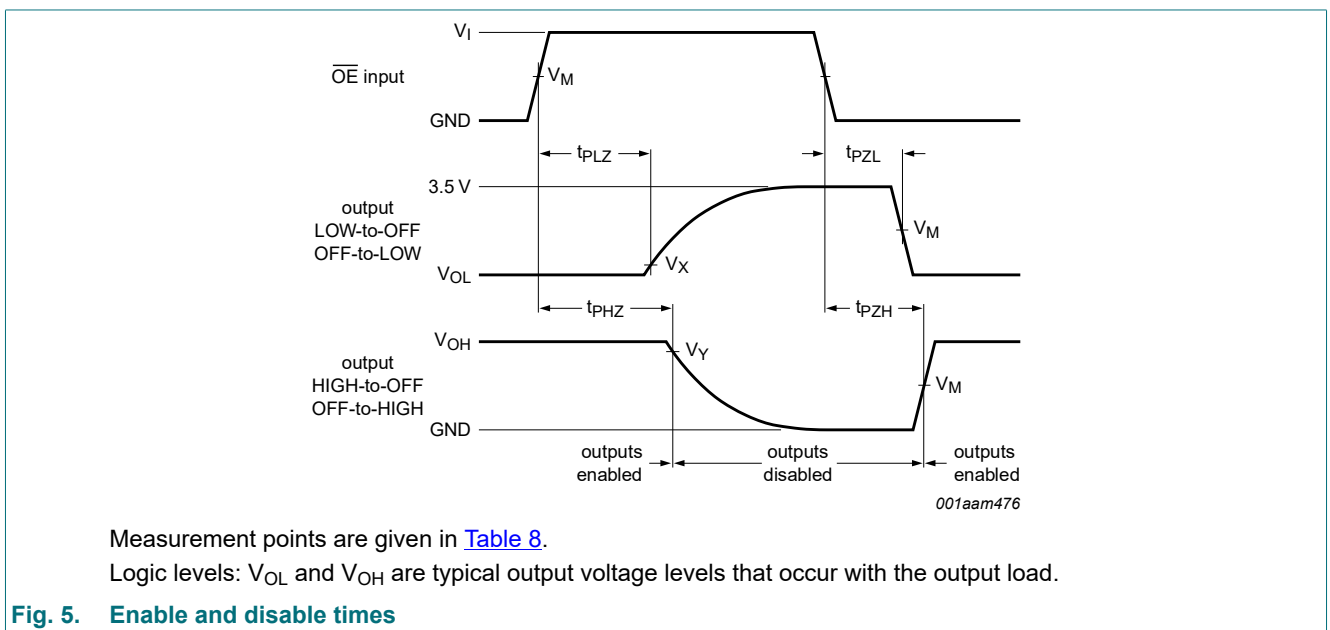 V_I
O̅E̅ input
V_M
GND
t_PLZ
t_PZL
3.5 V
output
LOW-to-OFF
OFF-to-LOW
V_M
V_X
V_OL
t_PHZ
t_PZH
V_OH
V_Y
output
HIGH-to-OFF
OFF-to-HIGH
V_M
GND
outputs enabled
outputs disabled
outputs enabled
001aam476
Measurement points are given in Table 8.
Logic levels: V_OL and V_OH are typical output voltage levels that occur with the output load.
Fig. 5. Enable and disable times